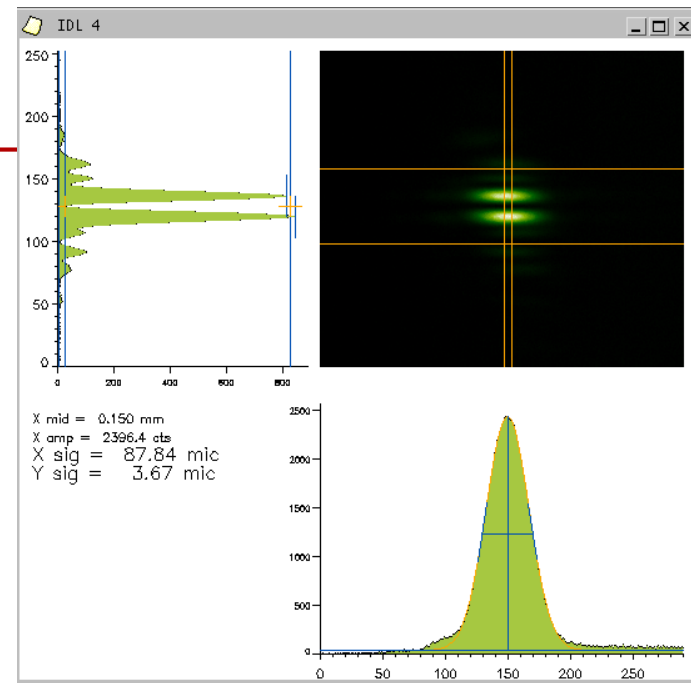 IDL 4
250
200
150
100
50
0
0 200 400 600 800
X mid = 0.150 mm
X amp = 2396.4 cts
X sig = 87.84 mic
Y sig = 3.67 mic
2500
2000
1500
1000
500
0
0 50 100 150 200 250